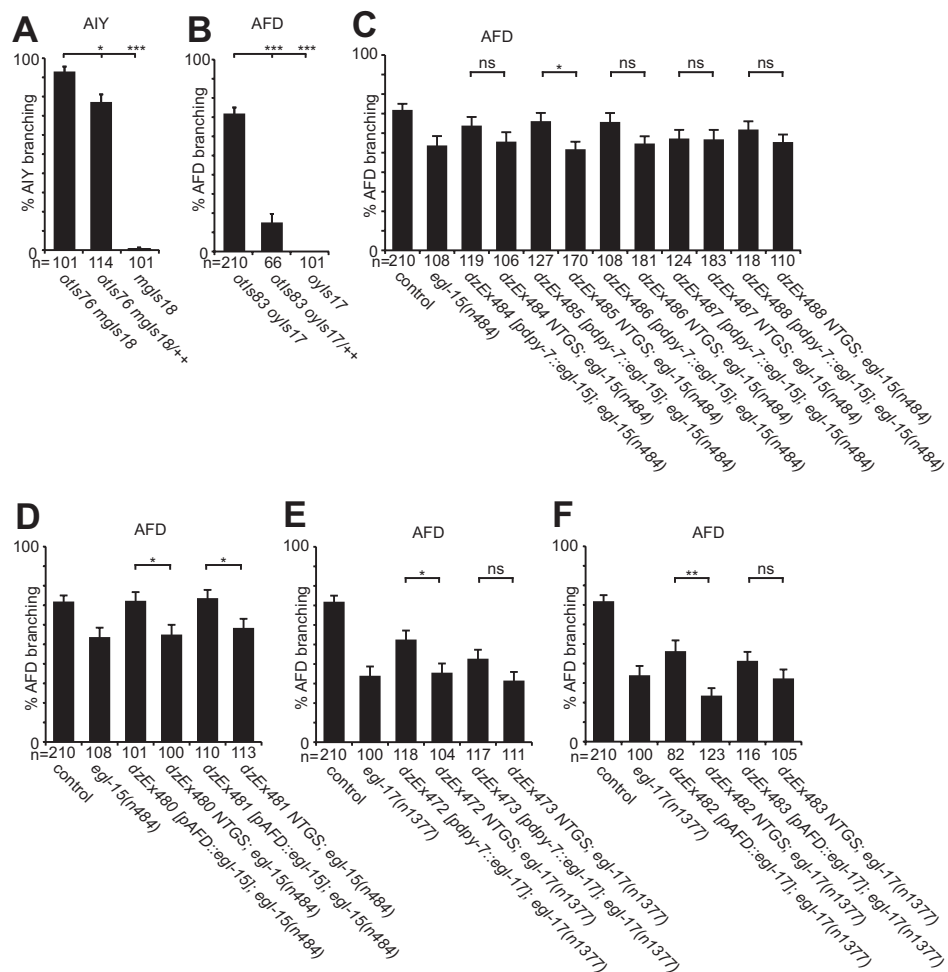 A
AIY
* ***
100
% AIY branching
0
n= 101 114 101
otIs76 mgIs18
otIs76 mgIs18/++
mgIs18
B
AFD
*** ***
100
% AFD branching
0
n=210 66 101
otIs83 oyIs17
otIs83 oyIs17/++
oyIs17
C
AFD
ns * ns ns ns
100
% AFD branching
0
n=210 108 119 106 127 170 108 181 124 183 118 110
control
egl-15(n484)
dzEx484 [pdpy-7::egl-15]; egl-15(n484)
dzEx484 NTGS; egl-15(n484)
dzEx485 [pdpy-7::egl-15]; egl-15(n484)
dzEx485 NTGS; egl-15(n484)
dzEx486 [pdpy-7::egl-15]; egl-15(n484)
dzEx486 NTGS; egl-15(n484)
dzEx487 [pdpy-7::egl-15]; egl-15(n484)
dzEx487 NTGS; egl-15(n484)
dzEx488 [pdpy-7::egl-15]; egl-15(n484)
dzEx488 NTGS; egl-15(n484)
D
AFD
* *
100
% AFD branching
0
n=210 108 101 100 110 113
control
egl-15(n484)
dzEx480 [pAFD::egl-15]; egl-15(n484)
dzEx480 NTGS; egl-15(n484)
dzEx481 [pAFD::egl-15]; egl-15(n484)
dzEx481 NTGS; egl-15(n484)
E
AFD
* ns
100
% AFD branching
0
n=210 100 118 104 117 111
control
egl-17(n1377)
dzEx472 [pdpy-7::egl-17]; egl-17(n1377)
dzEx472 NTGS; egl-17(n1377)
dzEx473 [pdpy-7::egl-17]; egl-17(n1377)
dzEx473 NTGS; egl-17(n1377)
F
AFD
** ns
100
% AFD branching
0
n=210 100 82 123 116 105
control
egl-17(n1377)
dzEx482 [pAFD::egl-17]; egl-17(n1377)
dzEx482 NTGS; egl-17(n1377)
dzEx483 [pAFD::egl-17]; egl-17(n1377)
dzEx483 NTGS; egl-17(n1377)